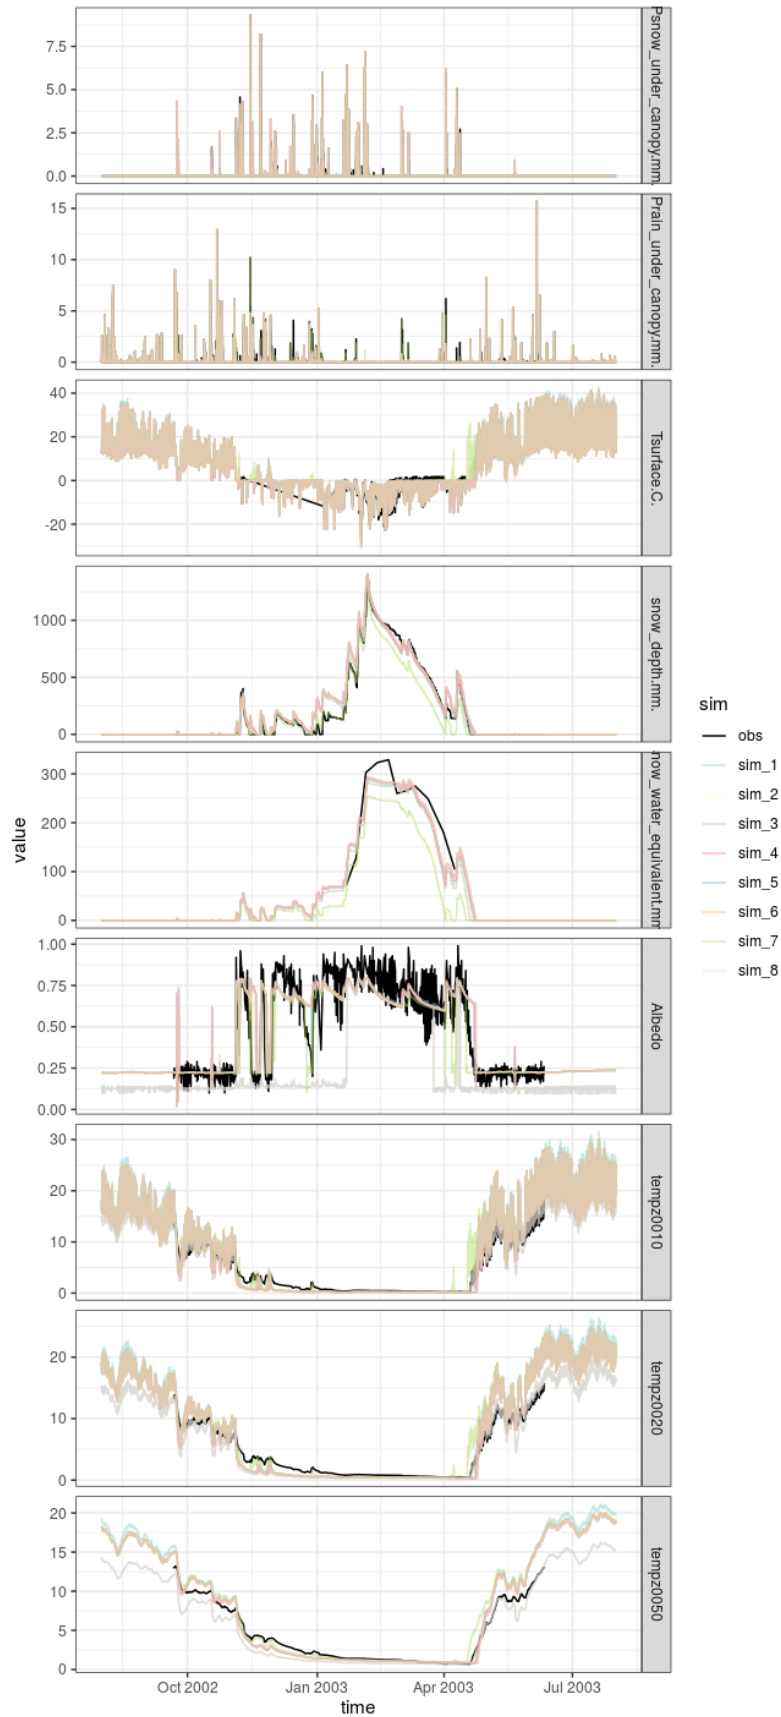 7.5
5.0
2.5
0.0
Psnow_under_canopy.mm.
15
10
5
0
Prain_under_canopy.mm.
40
20
0
-20
Tsurface.C.
1000
500
0
snow_depth.mm.
300
200
100
0
now_water_equivalent.mm
value
1.00
0.75
0.50
0.25
0.00
Albedo
30
20
10
0
tempz0010
20
10
0
tempz0020
20
15
10
5
0
tempz0050
Oct 2002
Jan 2003
Apr 2003
Jul 2003
time
sim
obs
sim_1
sim_2
sim_3
sim_4
sim_5
sim_6
sim_7
sim_8